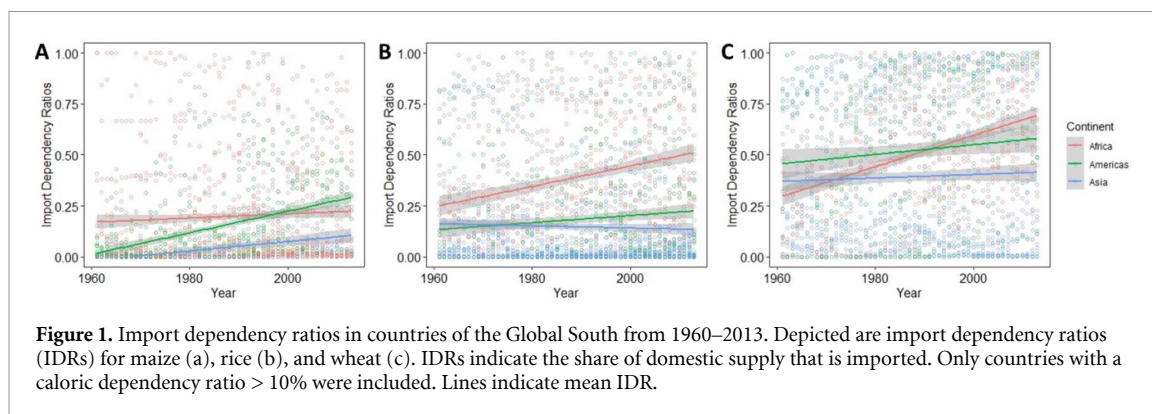 A
B
C
1.00
0.75
0.50
0.25
0.00
Import Dependency Ratios
1960
1980
2000
Year
1.00
0.75
0.50
0.25
0.00
Import Dependency Ratios
1960
1980
2000
Year
1.00
0.75
0.50
0.25
0.00
Import Dependency Ratios
1960
1980
2000
Year
Continent
Africa
Americas
Asia
Figure 1. Import dependency ratios in countries of the Global South from 1960–2013. Depicted are import dependency ratios
(IDRs) for maize (a), rice (b), and wheat (c). IDRs indicate the share of domestic supply that is imported. Only countries with a
caloric dependency ratio > 10% were included. Lines indicate mean IDR.